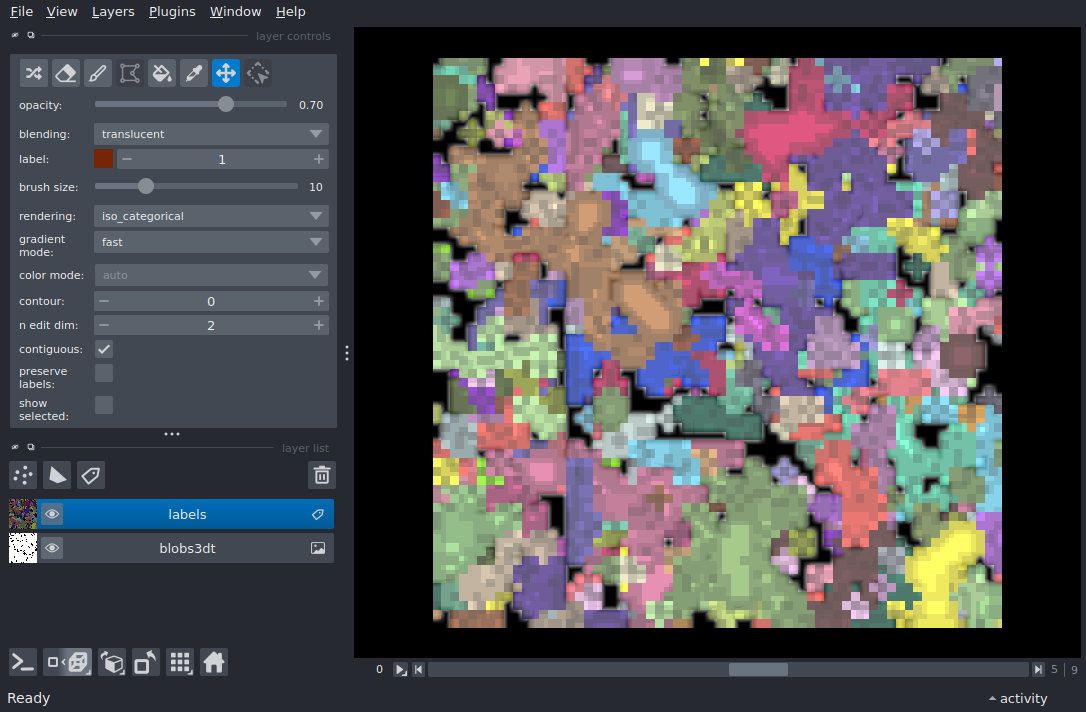 File View Layers Plugins Window Help
layer controls
opacity: 0.70
blending: translucent
label: 1
brush size: 10
rendering: iso_categorical
gradient
mode: fast
color mode: auto
contour: 0
n edit dim: 2
contiguous:
preserve
labels:
show
selected:
layer list
labels
blobs3dt
0 5 9
Ready activity